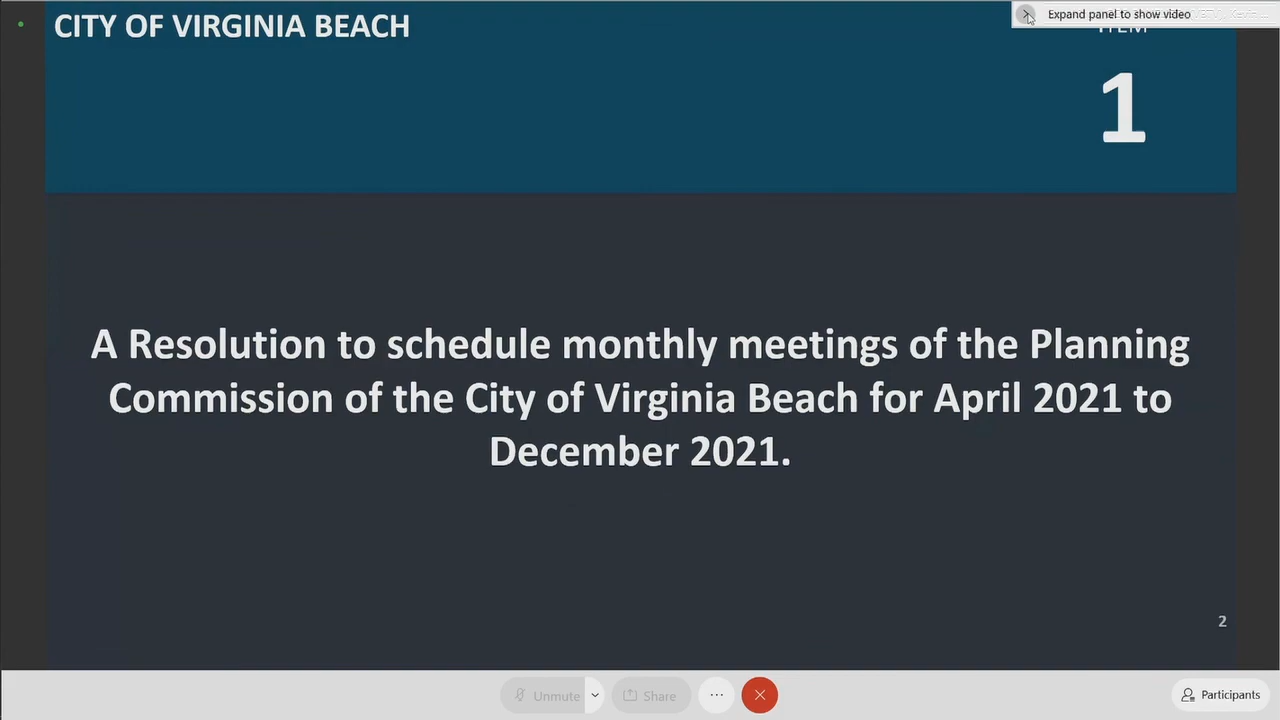 CITY OF VIRGINIA BEACH
Expand panel to show video
ITEM
1
A Resolution to schedule monthly meetings of the Planning
Commission of the City of Virginia Beach for April 2021 to
December 2021.
2
Unmute
Share
Participants